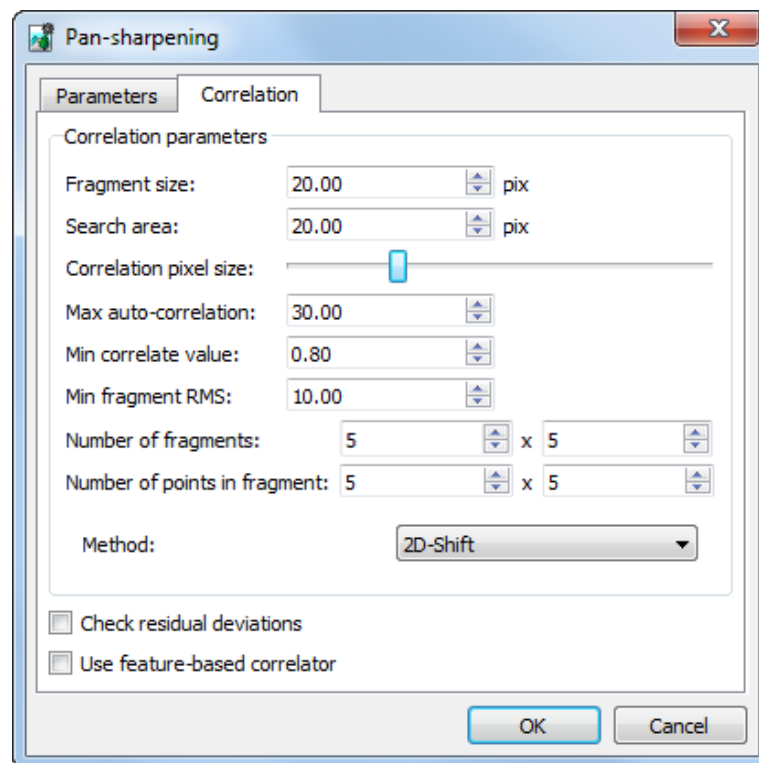 Pan-sharpening
Parameters Correlation
Correlation parameters
Fragment size: 20.00 pix
Search area: 20.00 pix
Correlation pixel size:
Max auto-correlation: 30.00
Min correlate value: 0.80
Min fragment RMS: 10.00
Number of fragments: 5 x 5
Number of points in fragment: 5 x 5
Method: 2D-Shift
Check residual deviations
Use feature-based correlator
OK Cancel